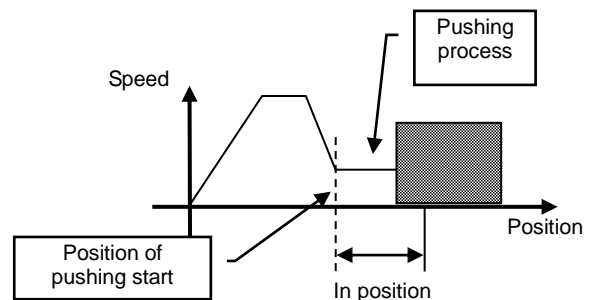 Pushing
process
Speed
Position
Position of
pushing start
In position